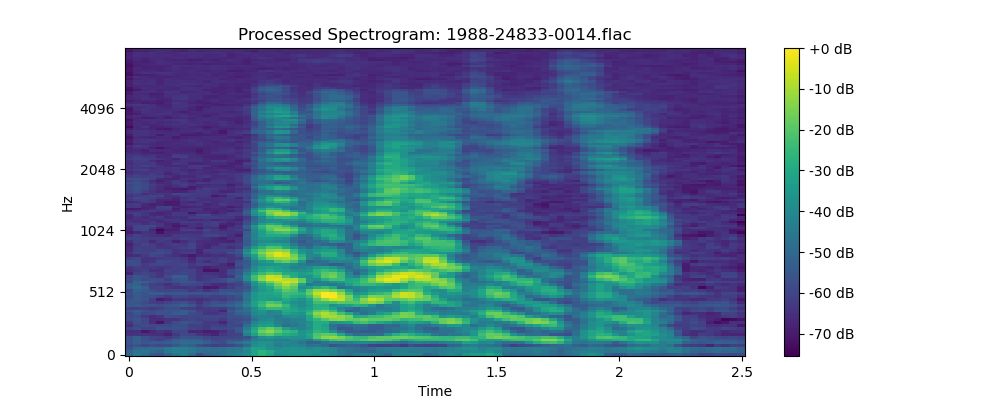 Processed Spectrogram: 1988-24833-0014.flac
Hz
4096
2048
1024
512
0
0 0.5 1 1.5 2 2.5
Time
+0 dB
-10 dB
-20 dB
-30 dB
-40 dB
-50 dB
-60 dB
-70 dB